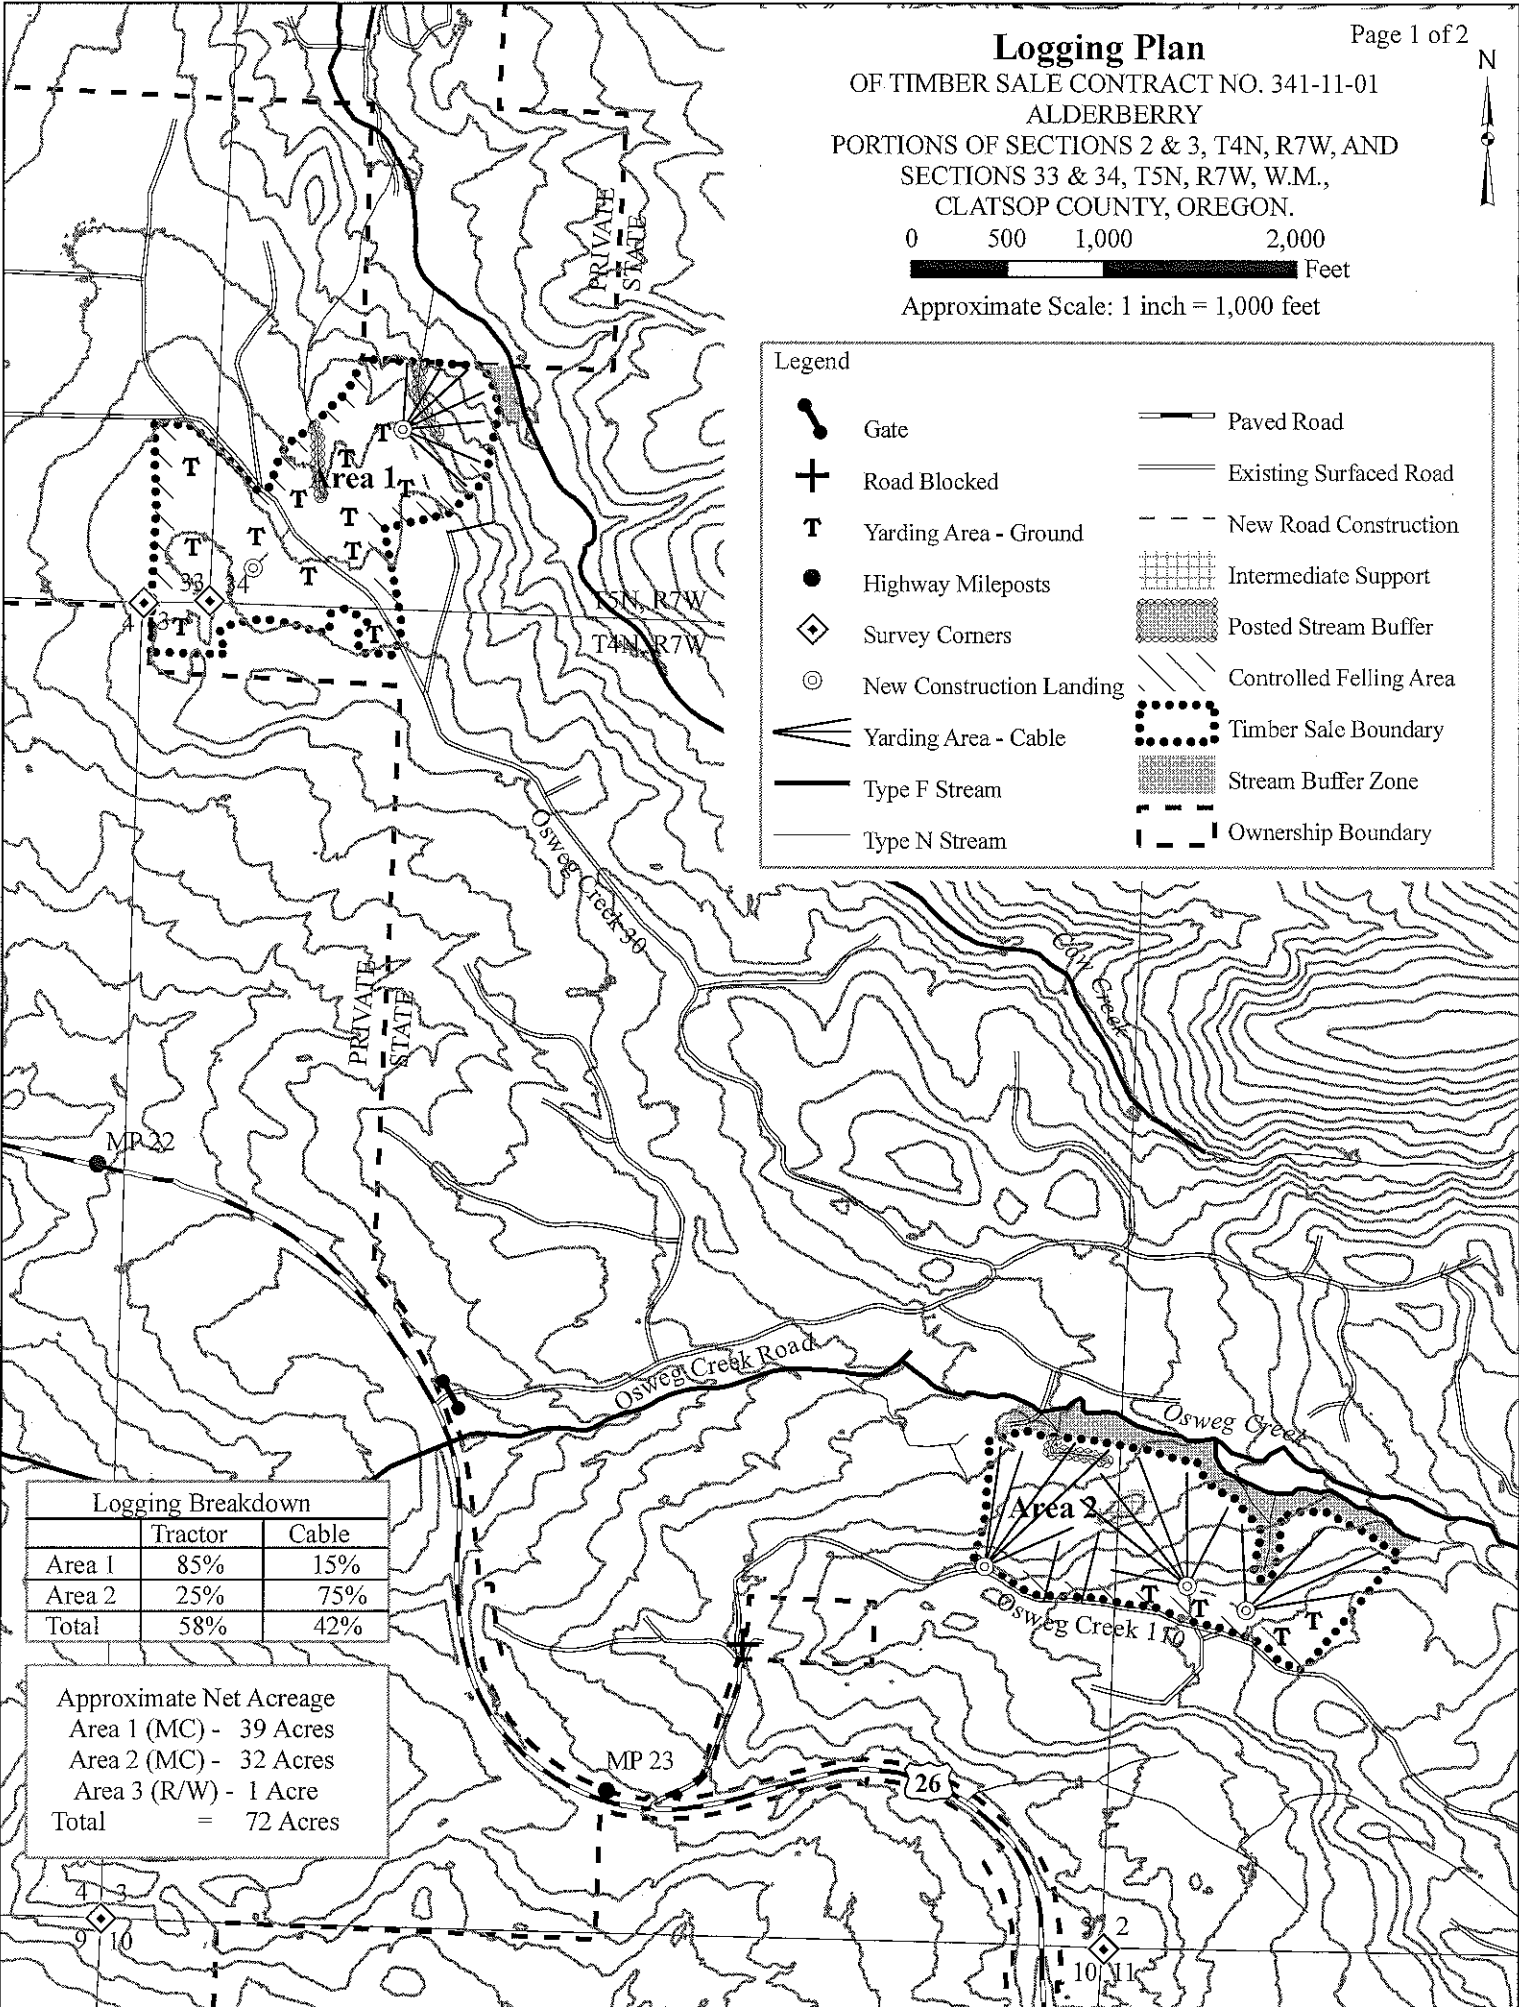 Page 1 of 2
Logging Plan
OF TIMBER SALE CONTRACT NO. 341-11-01
ALDERBERRY
PORTIONS OF SECTIONS 2 & 3, T4N, R7W, AND
SECTIONS 33 & 34, T5N, R7W, W.M.,
CLATSOP COUNTY, OREGON.
N
0 500 1,000 2,000
Feet
Approximate Scale: 1 inch = 1,000 feet
Legend
Gate
Road Blocked
T Yarding Area - Ground
Highway Mileposts
Survey Corners
New Construction Landing
Yarding Area - Cable
Type F Stream
Type N Stream
Paved Road
Existing Surfaced Road
New Road Construction
Intermediate Support
Posted Stream Buffer
Controlled Felling Area
Timber Sale Boundary
Stream Buffer Zone
Ownership Boundary
PRIVATE
STATE
T
T
T
Area 1
T
T
T
T
T
T
T
33 34
4 3
T
T
T5N, R7W
T4N, R7W
Osweg Creek 30
PRIVATE
STATE
Creek
MP 22
Osweg Creek Road
Osweg Creek
Area 2
T
T
T
T
Osweg Creek 110
Logging Breakdown
Tractor Cable
Area 1 85% 15%
Area 2 25% 75%
Total 58% 42%
Approximate Net Acreage
Area 1 (MC) - 39 Acres
Area 2 (MC) - 32 Acres
Area 3 (R/W) - 1 Acre
Total = 72 Acres
MP 23
26
4 3
9 10
2
10 11